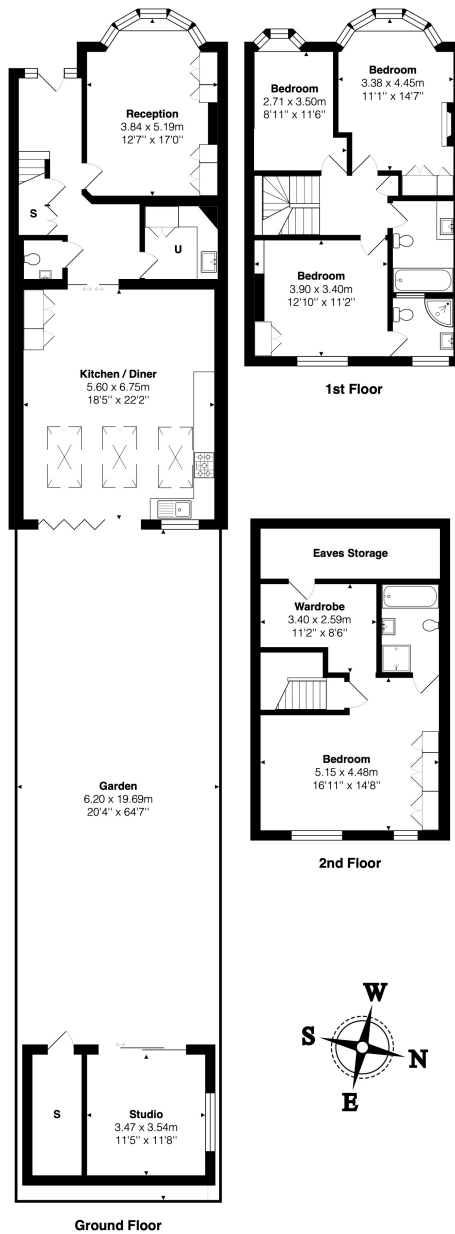 Reception
3.84 x 5.19m
12'7" x 17'0"
S
U
Kitchen / Diner
5.60 x 6.75m
18'5" x 22'2"
Garden
6.20 x 19.69m
20'4" x 64'7"
S
Studio
3.47 x 3.54m
11'5" x 11'8"
Ground Floor
Bedroom
2.71 x 3.50m
8'11" x 11'6"
Bedroom
3.38 x 4.45m
11'1" x 14'7"
Bedroom
3.90 x 3.40m
12'10" x 11'2"
1st Floor
Eaves Storage
Wardrobe
3.40 x 2.59m
11'2" x 8'6"
Bedroom
5.15 x 4.48m
16'11" x 14'8"
2nd Floor
W
S
N
E